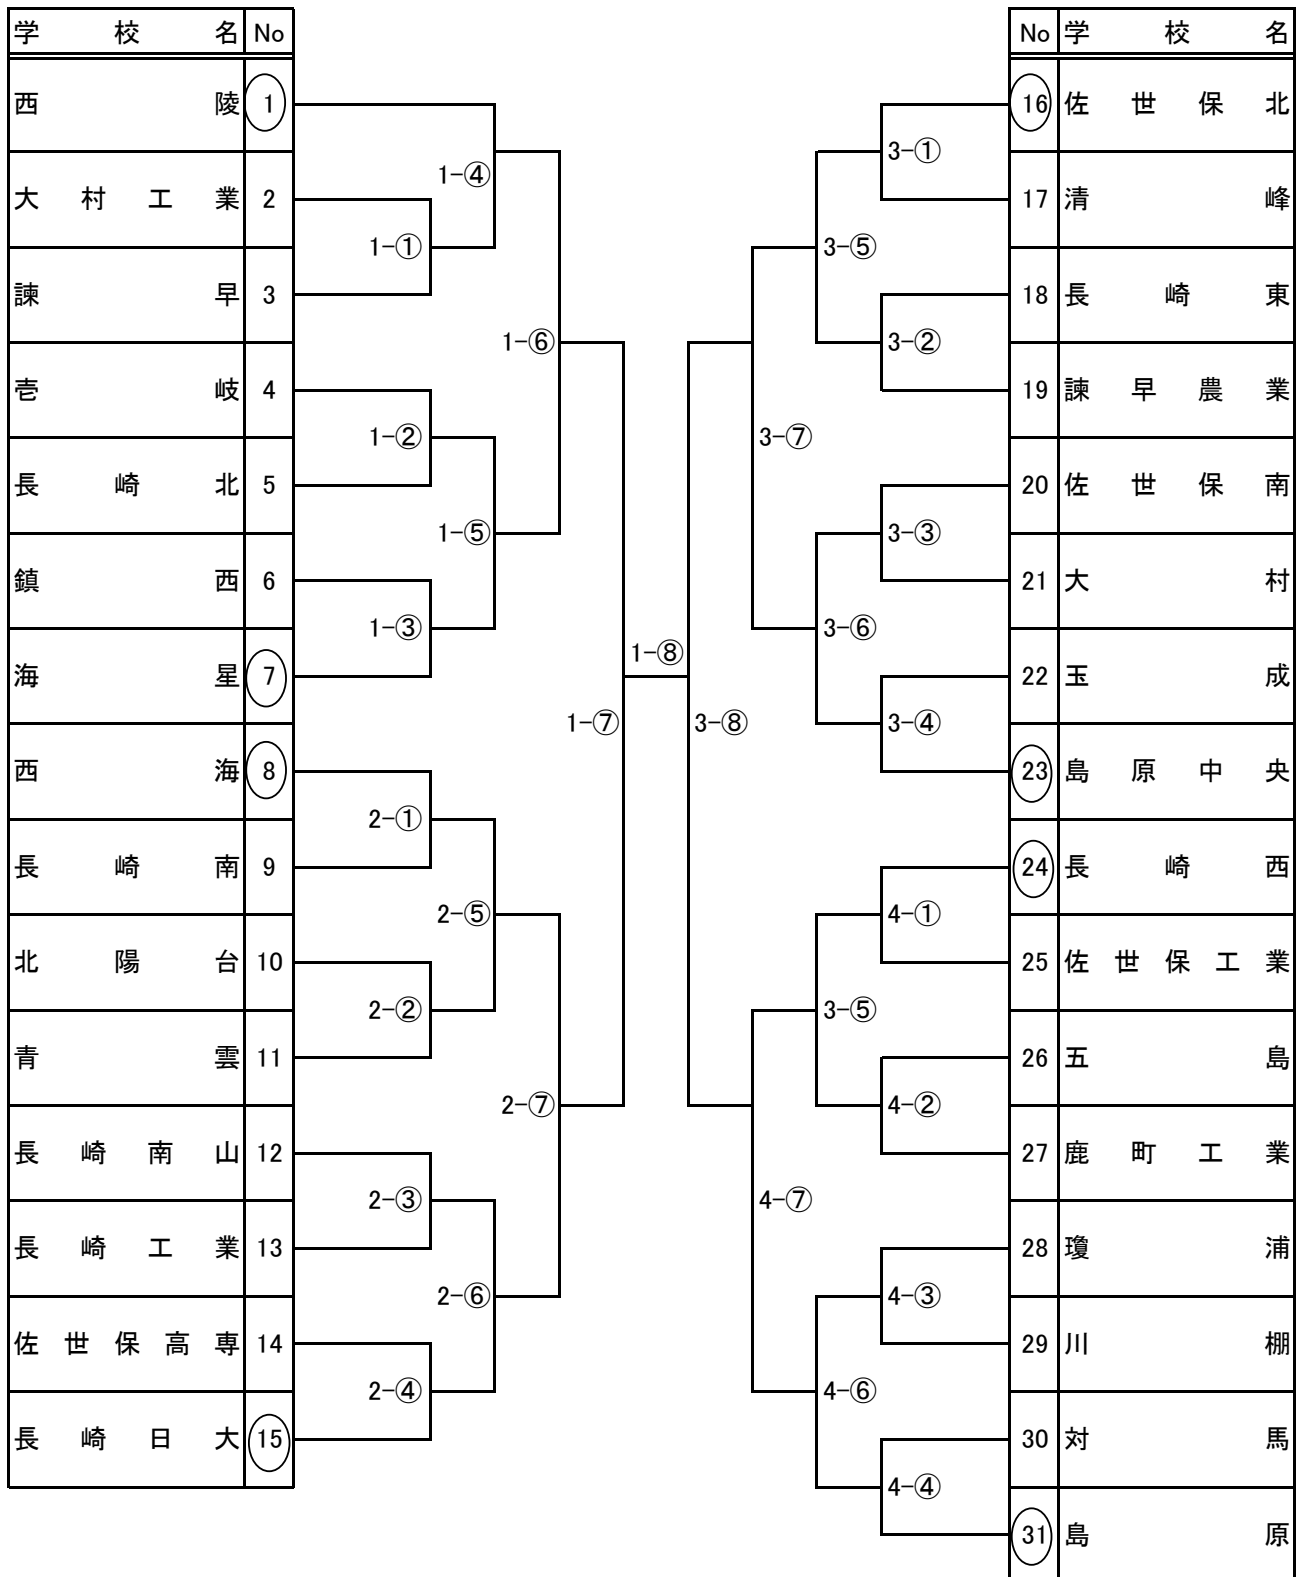 学校名 No
西陵 1
大村工業 2
諫早 3
壱岐 4
長崎北 5
鎮西 6
海星 7
西海 8
長崎南 9
北陽台 10
青雲 11
長崎南山 12
長崎工業 13
佐世保高専 14
長崎日大 15
1-④
1-①
1-⑥
1-②
1-⑤
1-③
1-⑦
2-①
2-⑤
2-②
2-⑦
2-③
2-⑥
2-④
1-⑧
3-⑧
3-①
3-⑤
3-②
3-⑦
3-③
3-⑥
3-④
4-①
3-⑤
4-②
4-⑦
4-③
4-⑥
4-④
No 学校名
16 佐世保北
17 清峰
18 長崎東
19 諫早農業
20 佐世保南
21 大村
22 玉成
23 島原中央
24 長崎西
25 佐世保工業
26 五島
27 鹿町工業
28 瓊浦
29 川棚
30 対馬
31 島原